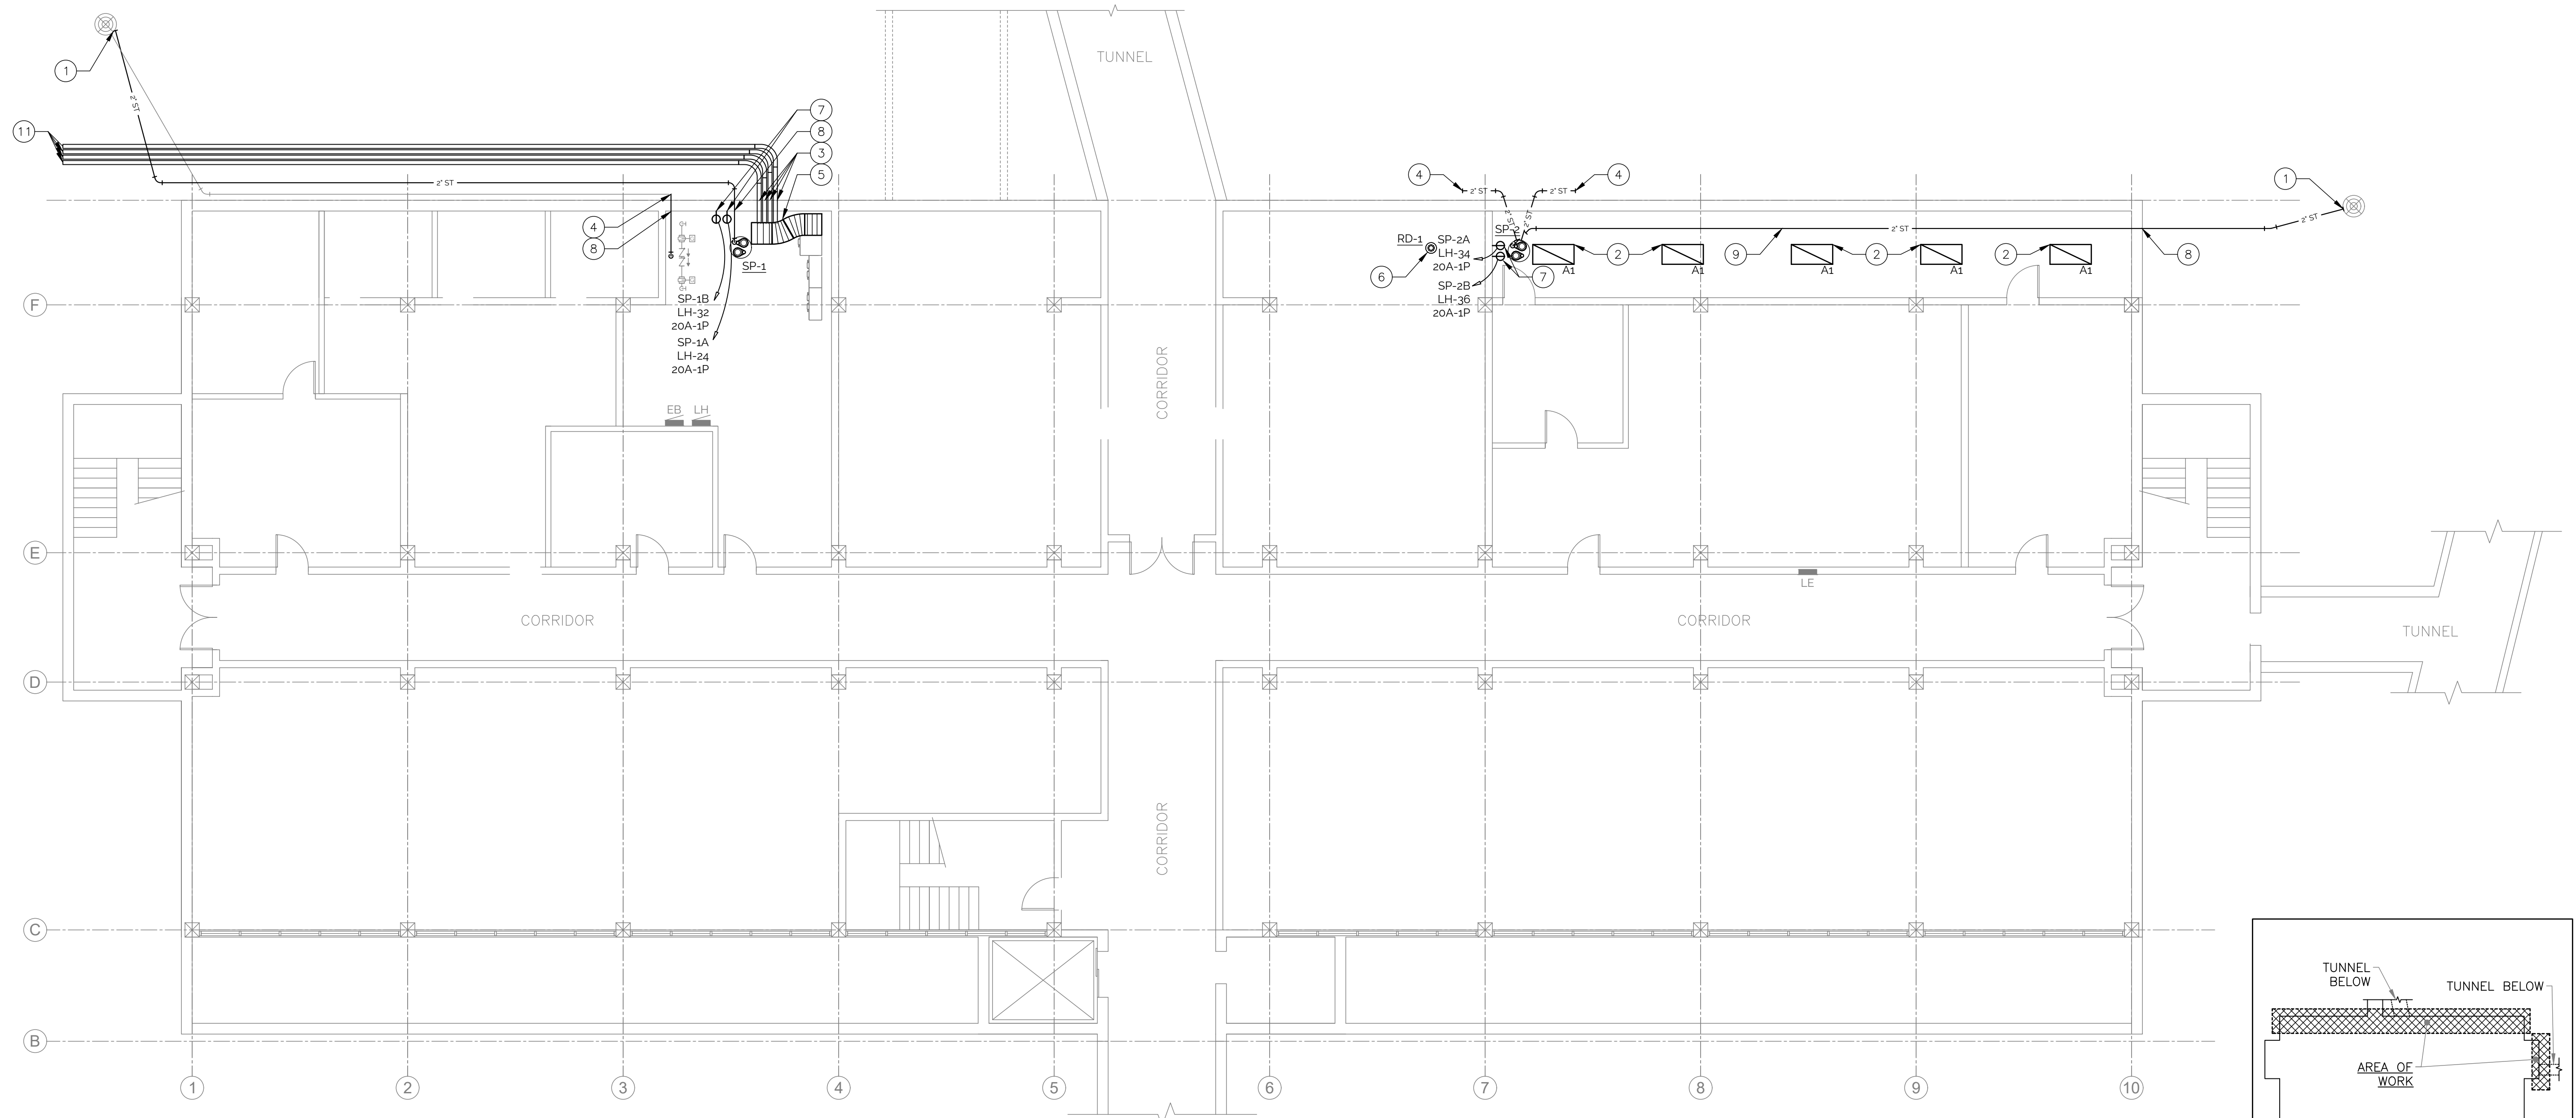 TUNNEL
1
2" ST
7
8
3
5
11
2" ST
4
8
SP-1
SP-1B
LH-32
20A-1P
SP-1A
LH-24
20A-1P
EB
LH
4
2" ST
2" ST
4
2" ST
2" ST
1
2" ST
2" ST
RD-1
6
SP-2A
LH-34
20A-1P
SP-2
SP-2B
LH-36
20A-1P
7
A1
2
A1
9
A1
2
A1
2
A1
8
F
CORRIDOR
E
LE
CORRIDOR
CORRIDOR
TUNNEL
D
CORRIDOR
C
B
1
2
3
4
5
6
7
8
9
10
TUNNEL
BELOW
TUNNEL BELOW
AREA OF
WORK